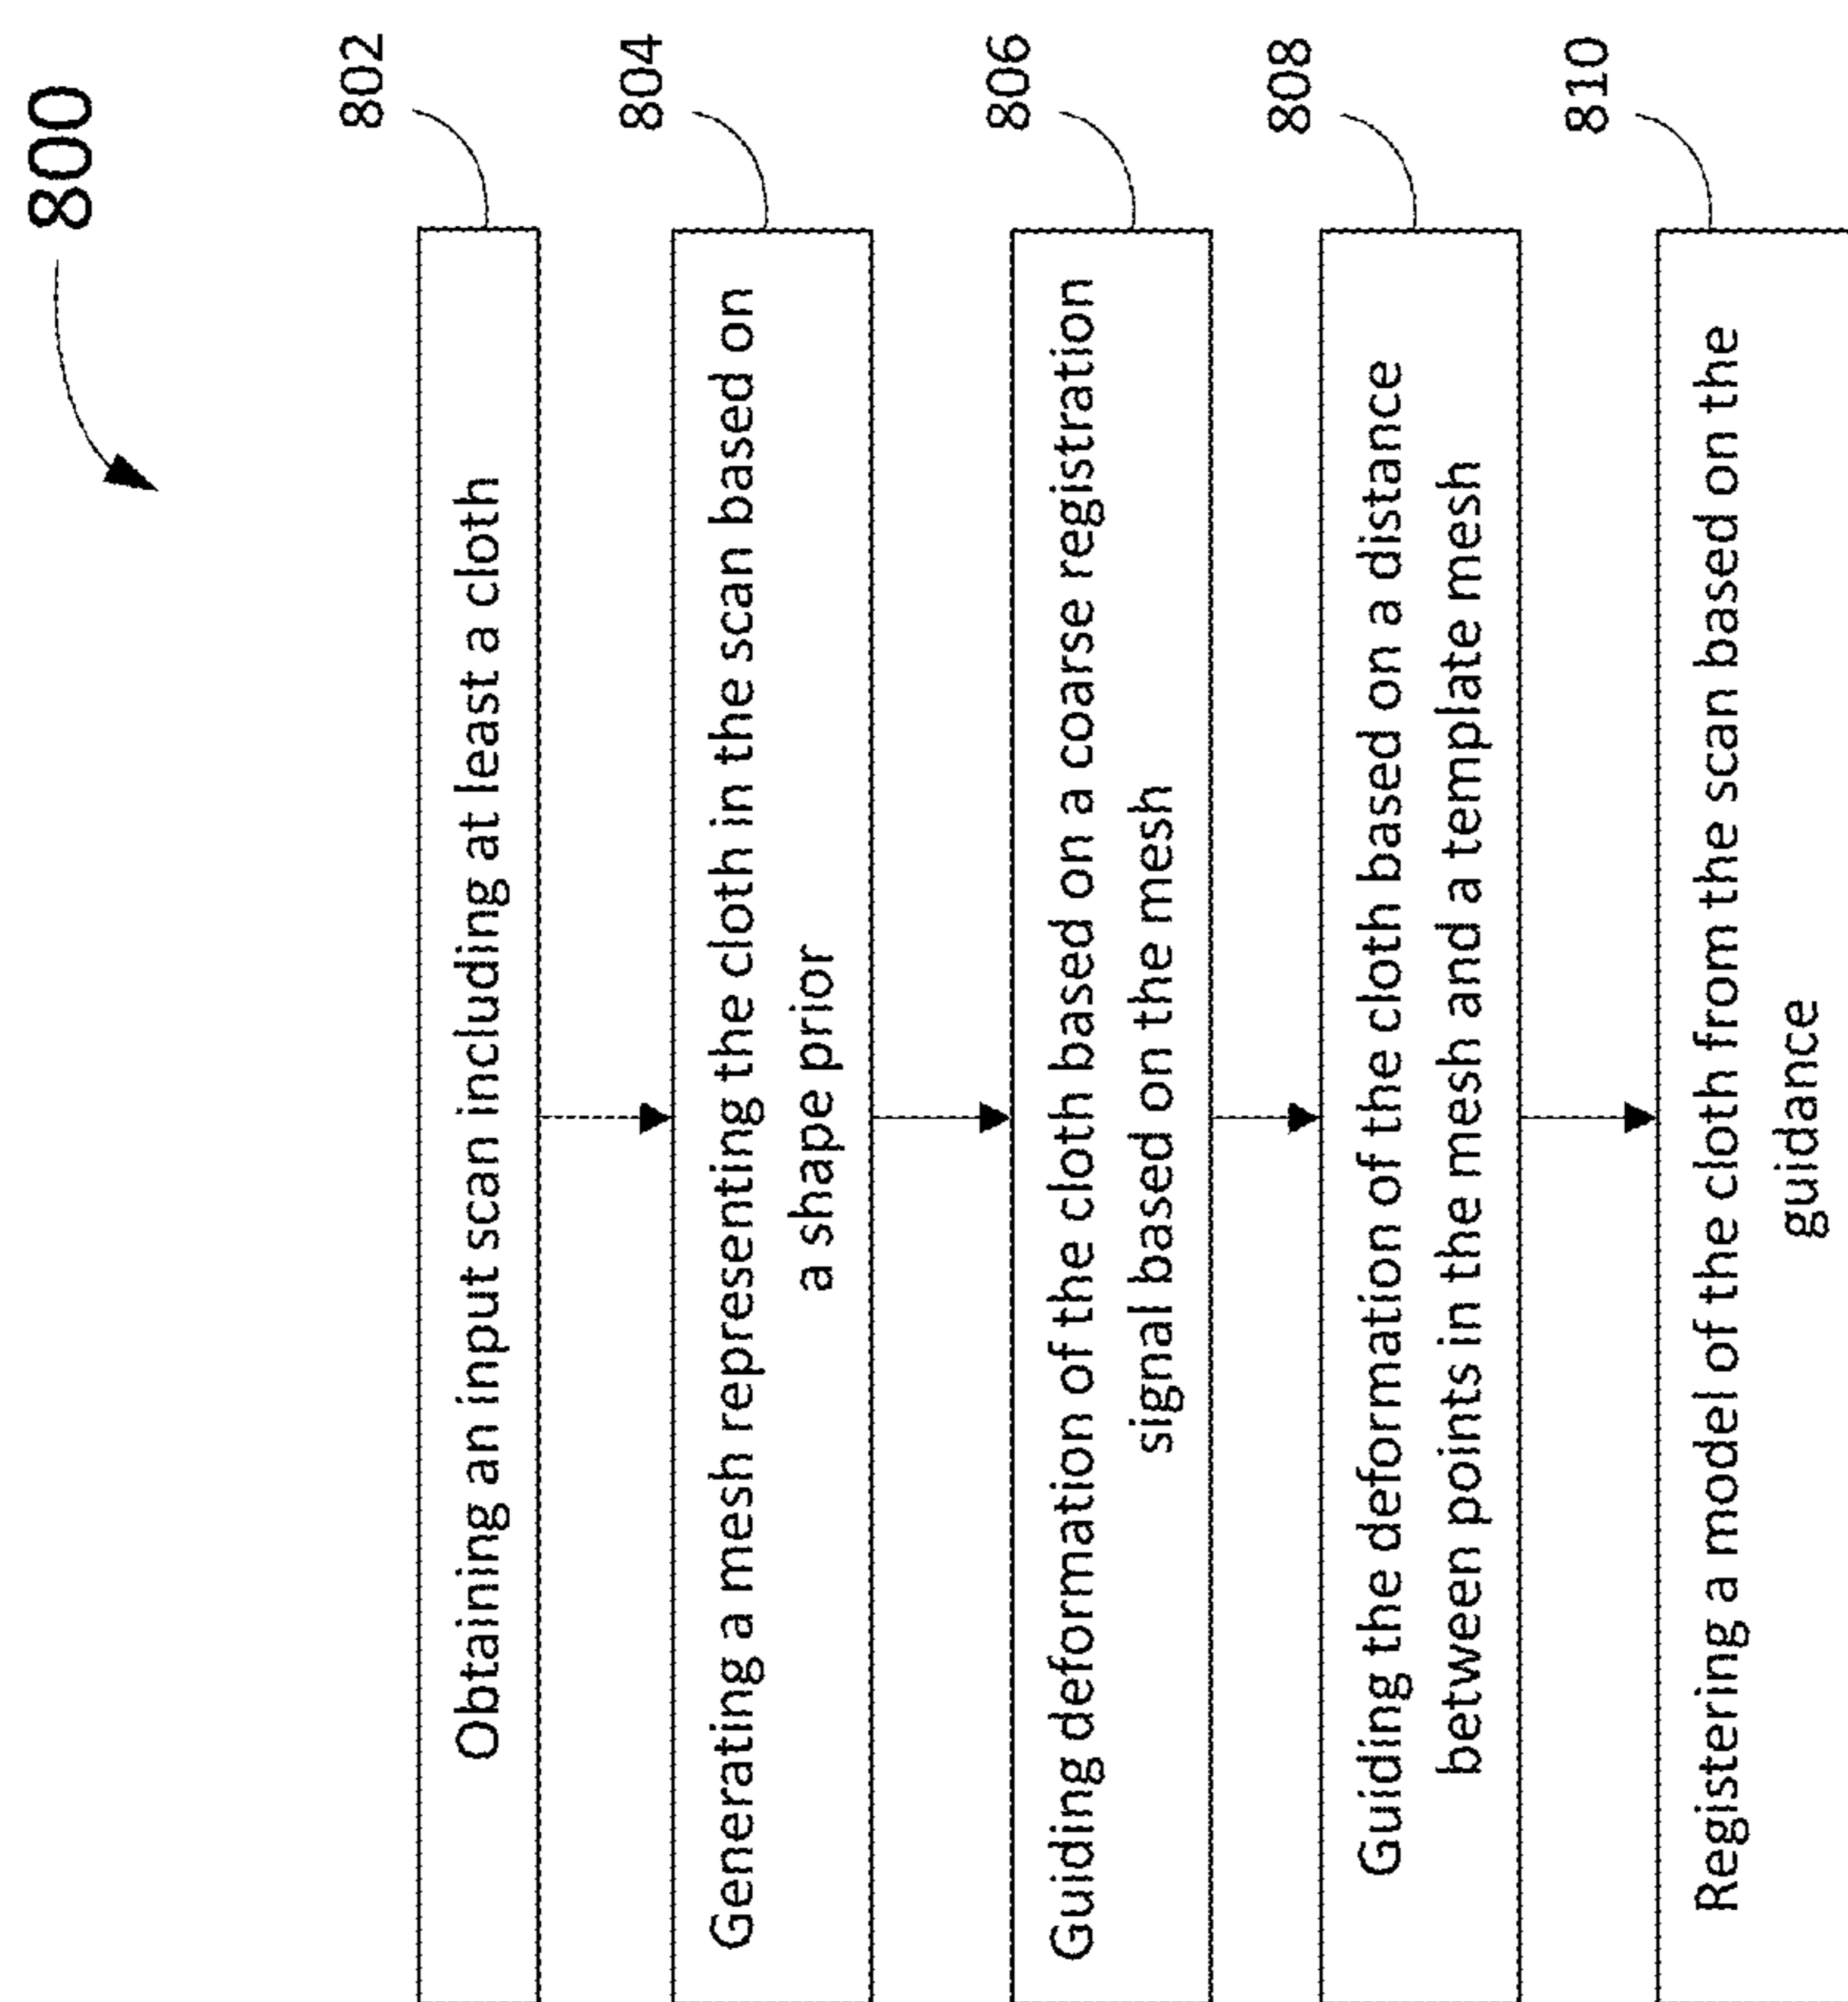 800
802
Obtaining an input scan including at least a cloth
804
Generating a mesh representing the cloth in the scan based on
a shape prior
806
Guiding deformation of the cloth based on a coarse registration
signal based on the mesh
808
Guiding the deformation of the cloth based on a distance
between points in the mesh and a template mesh
810
Registering a model of the cloth from the scan based on the
guidance